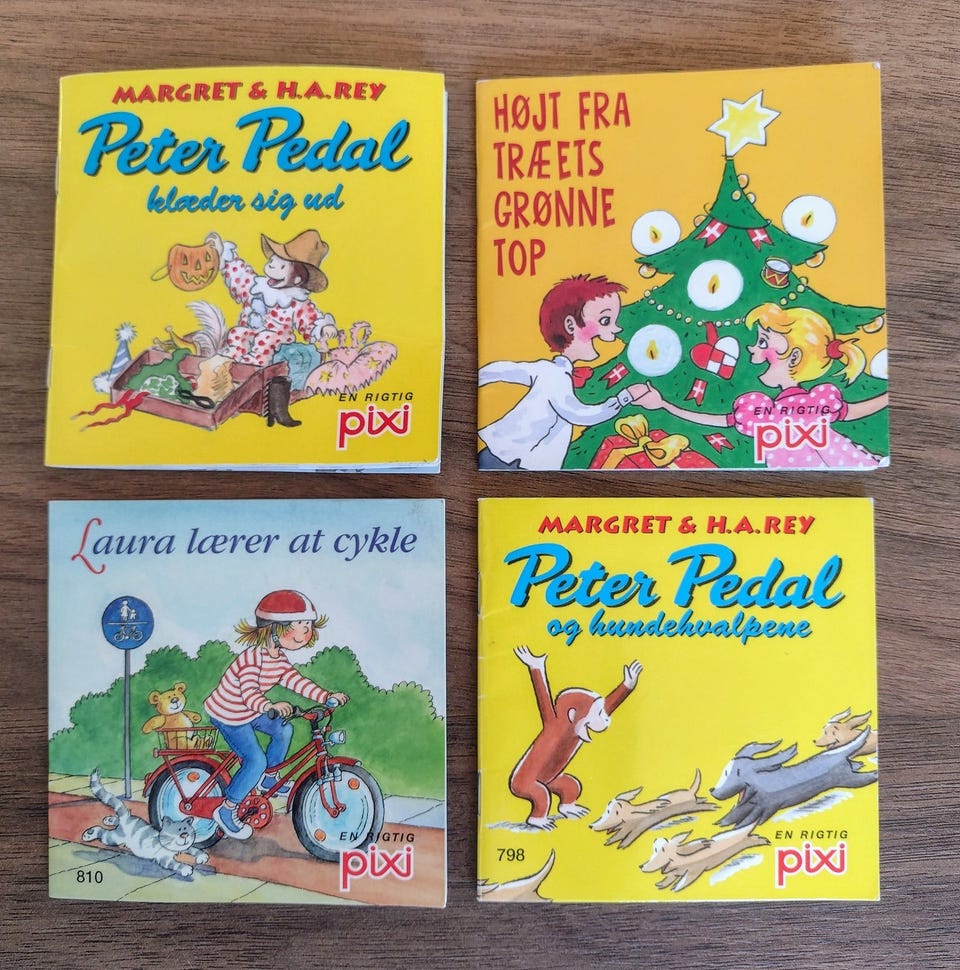 MARGRET & H.A.REY
Peter Pedal
klæder sig ud
EN RIGTIG
pixi
HØJT FRA
TRÆETS
GRØNNE
TOP
EN RIGTIG
pixi
Laura lærer at cykle
EN RIGTIG
pixi
810
MARGRET & H.A.REY
Peter Pedal
og hundehvalpene
EN RIGTIG
pixi
798